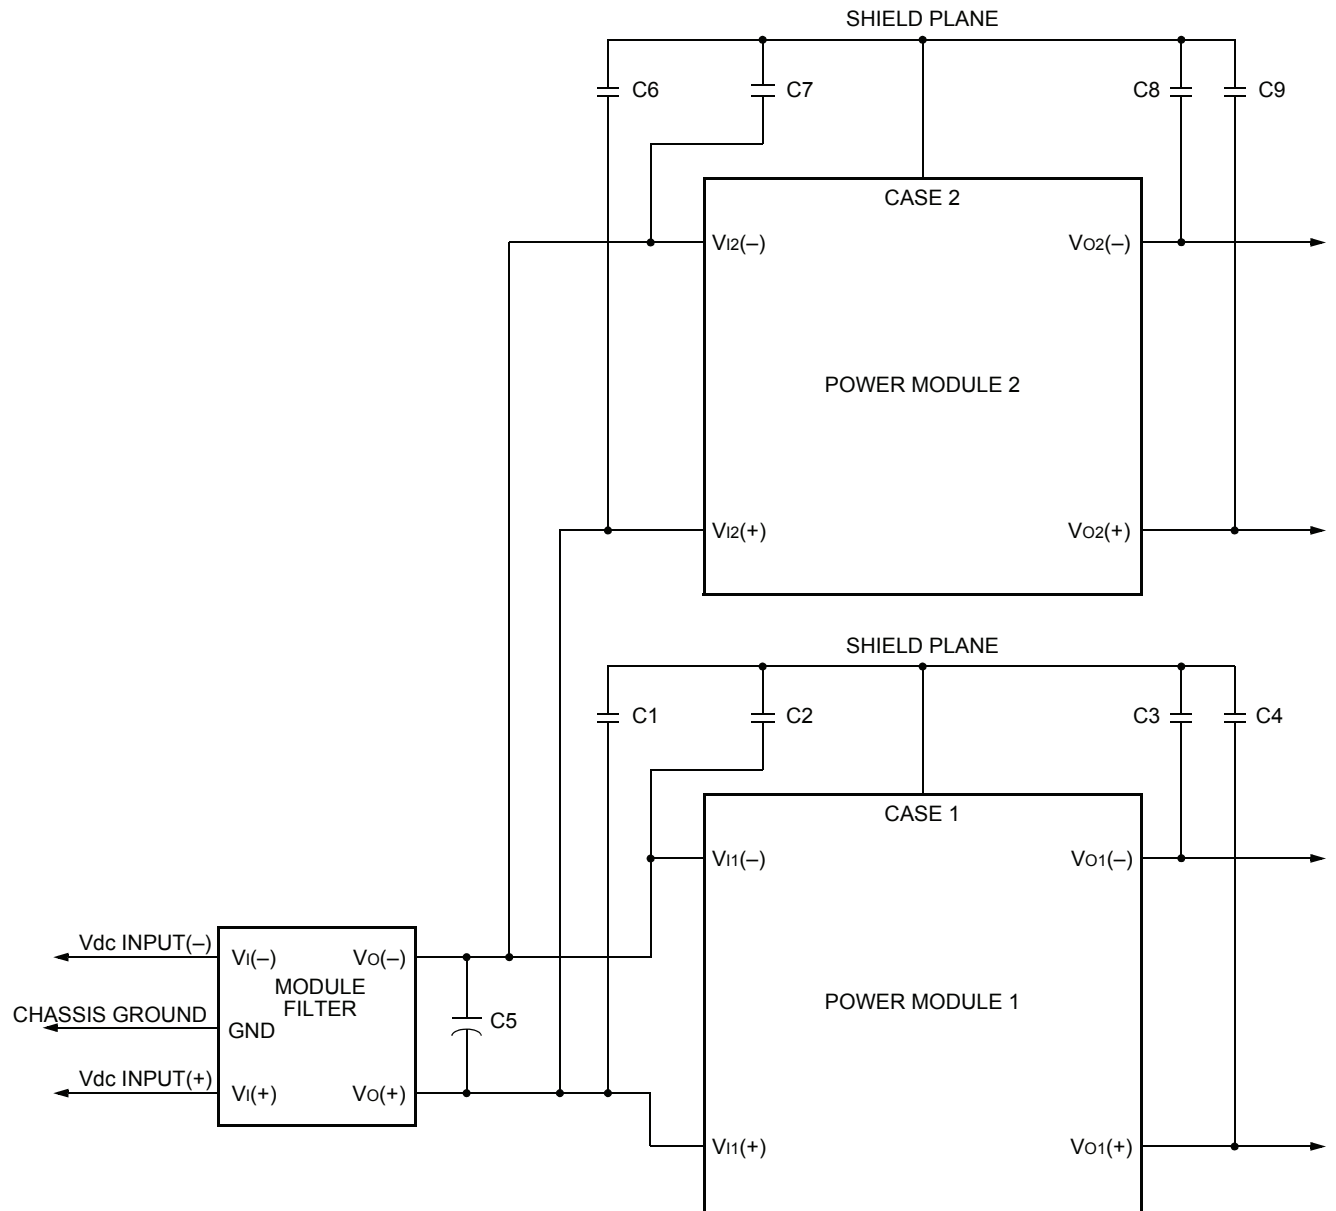 SHIELD PLANE
C6
C7
C8
C9
CASE 2
VI2(–)
VO2(–)
POWER MODULE 2
VI2(+)
VO2(+)
SHIELD PLANE
C1
C2
C3
C4
CASE 1
VI1(–)
VO1(–)
Vdc INPUT(–)
VI(–)
VO(–)
MODULE
FILTER
POWER MODULE 1
CHASSIS GROUND
GND
C5
Vdc INPUT(+)
VI(+)
VO(+)
VI1(+)
VO1(+)